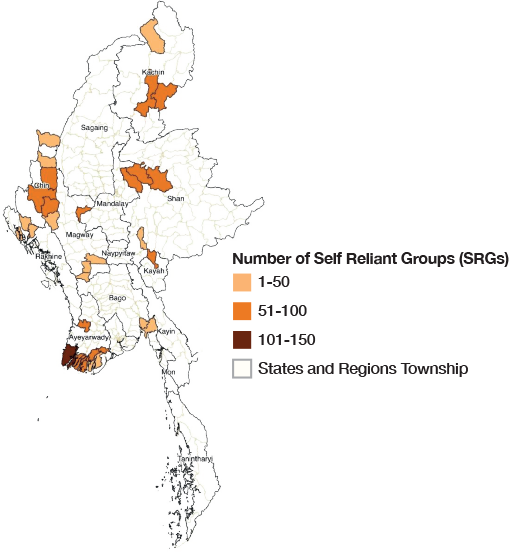 Kachin
Sagaing
Chin
Shan
Mandalay
Magway
Rakhine
Naypyitaw
Kayah
Bago
Ayeyarwady
Kayin
Mon
Tanintharyi
Number of Self Reliant Groups (SRGs)
1-50
51-100
101-150
States and Regions Township